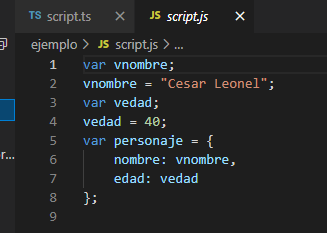 TS script.ts JS script.js ×
ejemplo > JS script.js > ...
1 var vnombre;
2 vnombre = "Cesar Leonel";
3 var vedad;
4 vedad = 40;
5 var personaje = {
6 nombre: vnombre,
7 edad: vedad
8 };
9
r...